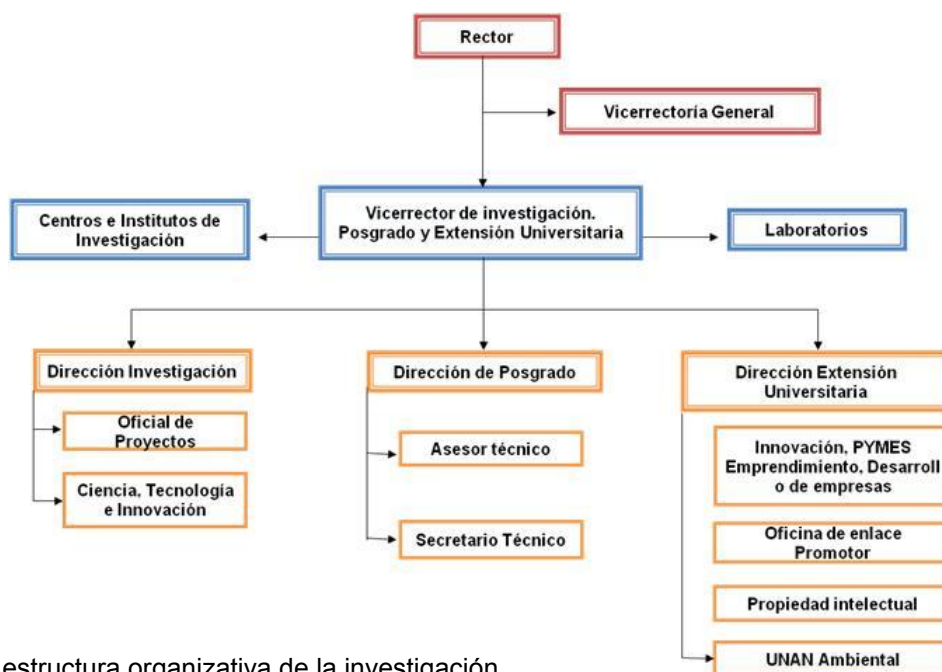 Rector
Vicerrectoría General
Centros e Institutos de
Investigación
Vicerrector de investigación.
Posgrado y Extensión Universitaria
Laboratorios
Dirección Investigación
Dirección de Posgrado
Dirección Extensión
Universitaria
Oficial de
Proyectos
Ciencia, Tecnología
e Innovación
Asesor técnico
Secretario Técnico
Innovación, PYMES
Emprendimiento, Desarroll
o de empresas
Oficina de enlace
Promotor
Propiedad intelectual
UNAN Ambiental
estructura organizativa de la investigación